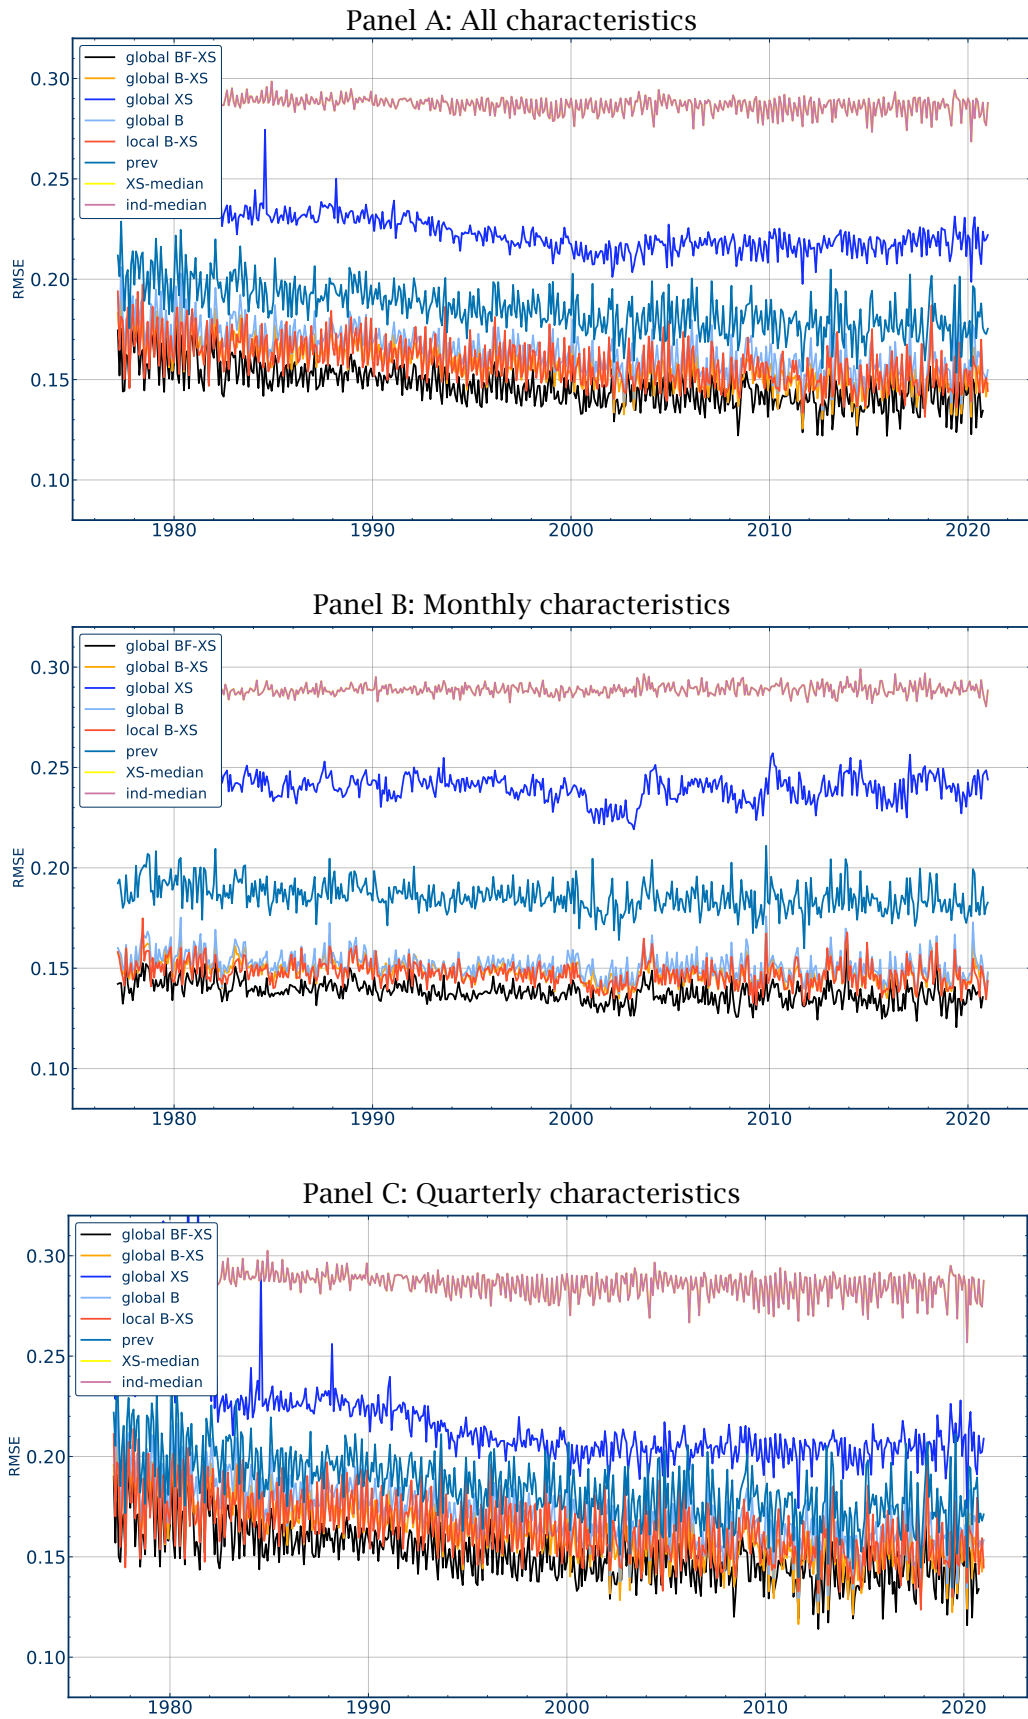 Panel A: All characteristics
global BF-XS
global B-XS
global XS
global B
local B-XS
prev
XS-median
ind-median
RMSE
0.30
0.25
0.20
0.15
0.10
1980 1990 2000 2010 2020
Panel B: Monthly characteristics
global BF-XS
global B-XS
global XS
global B
local B-XS
prev
XS-median
ind-median
RMSE
0.30
0.25
0.20
0.15
0.10
1980 1990 2000 2010 2020
Panel C: Quarterly characteristics
global BF-XS
global B-XS
global XS
global B
local B-XS
prev
XS-median
ind-median
RMSE
0.30
0.25
0.20
0.15
0.10
1980 1990 2000 2010 2020